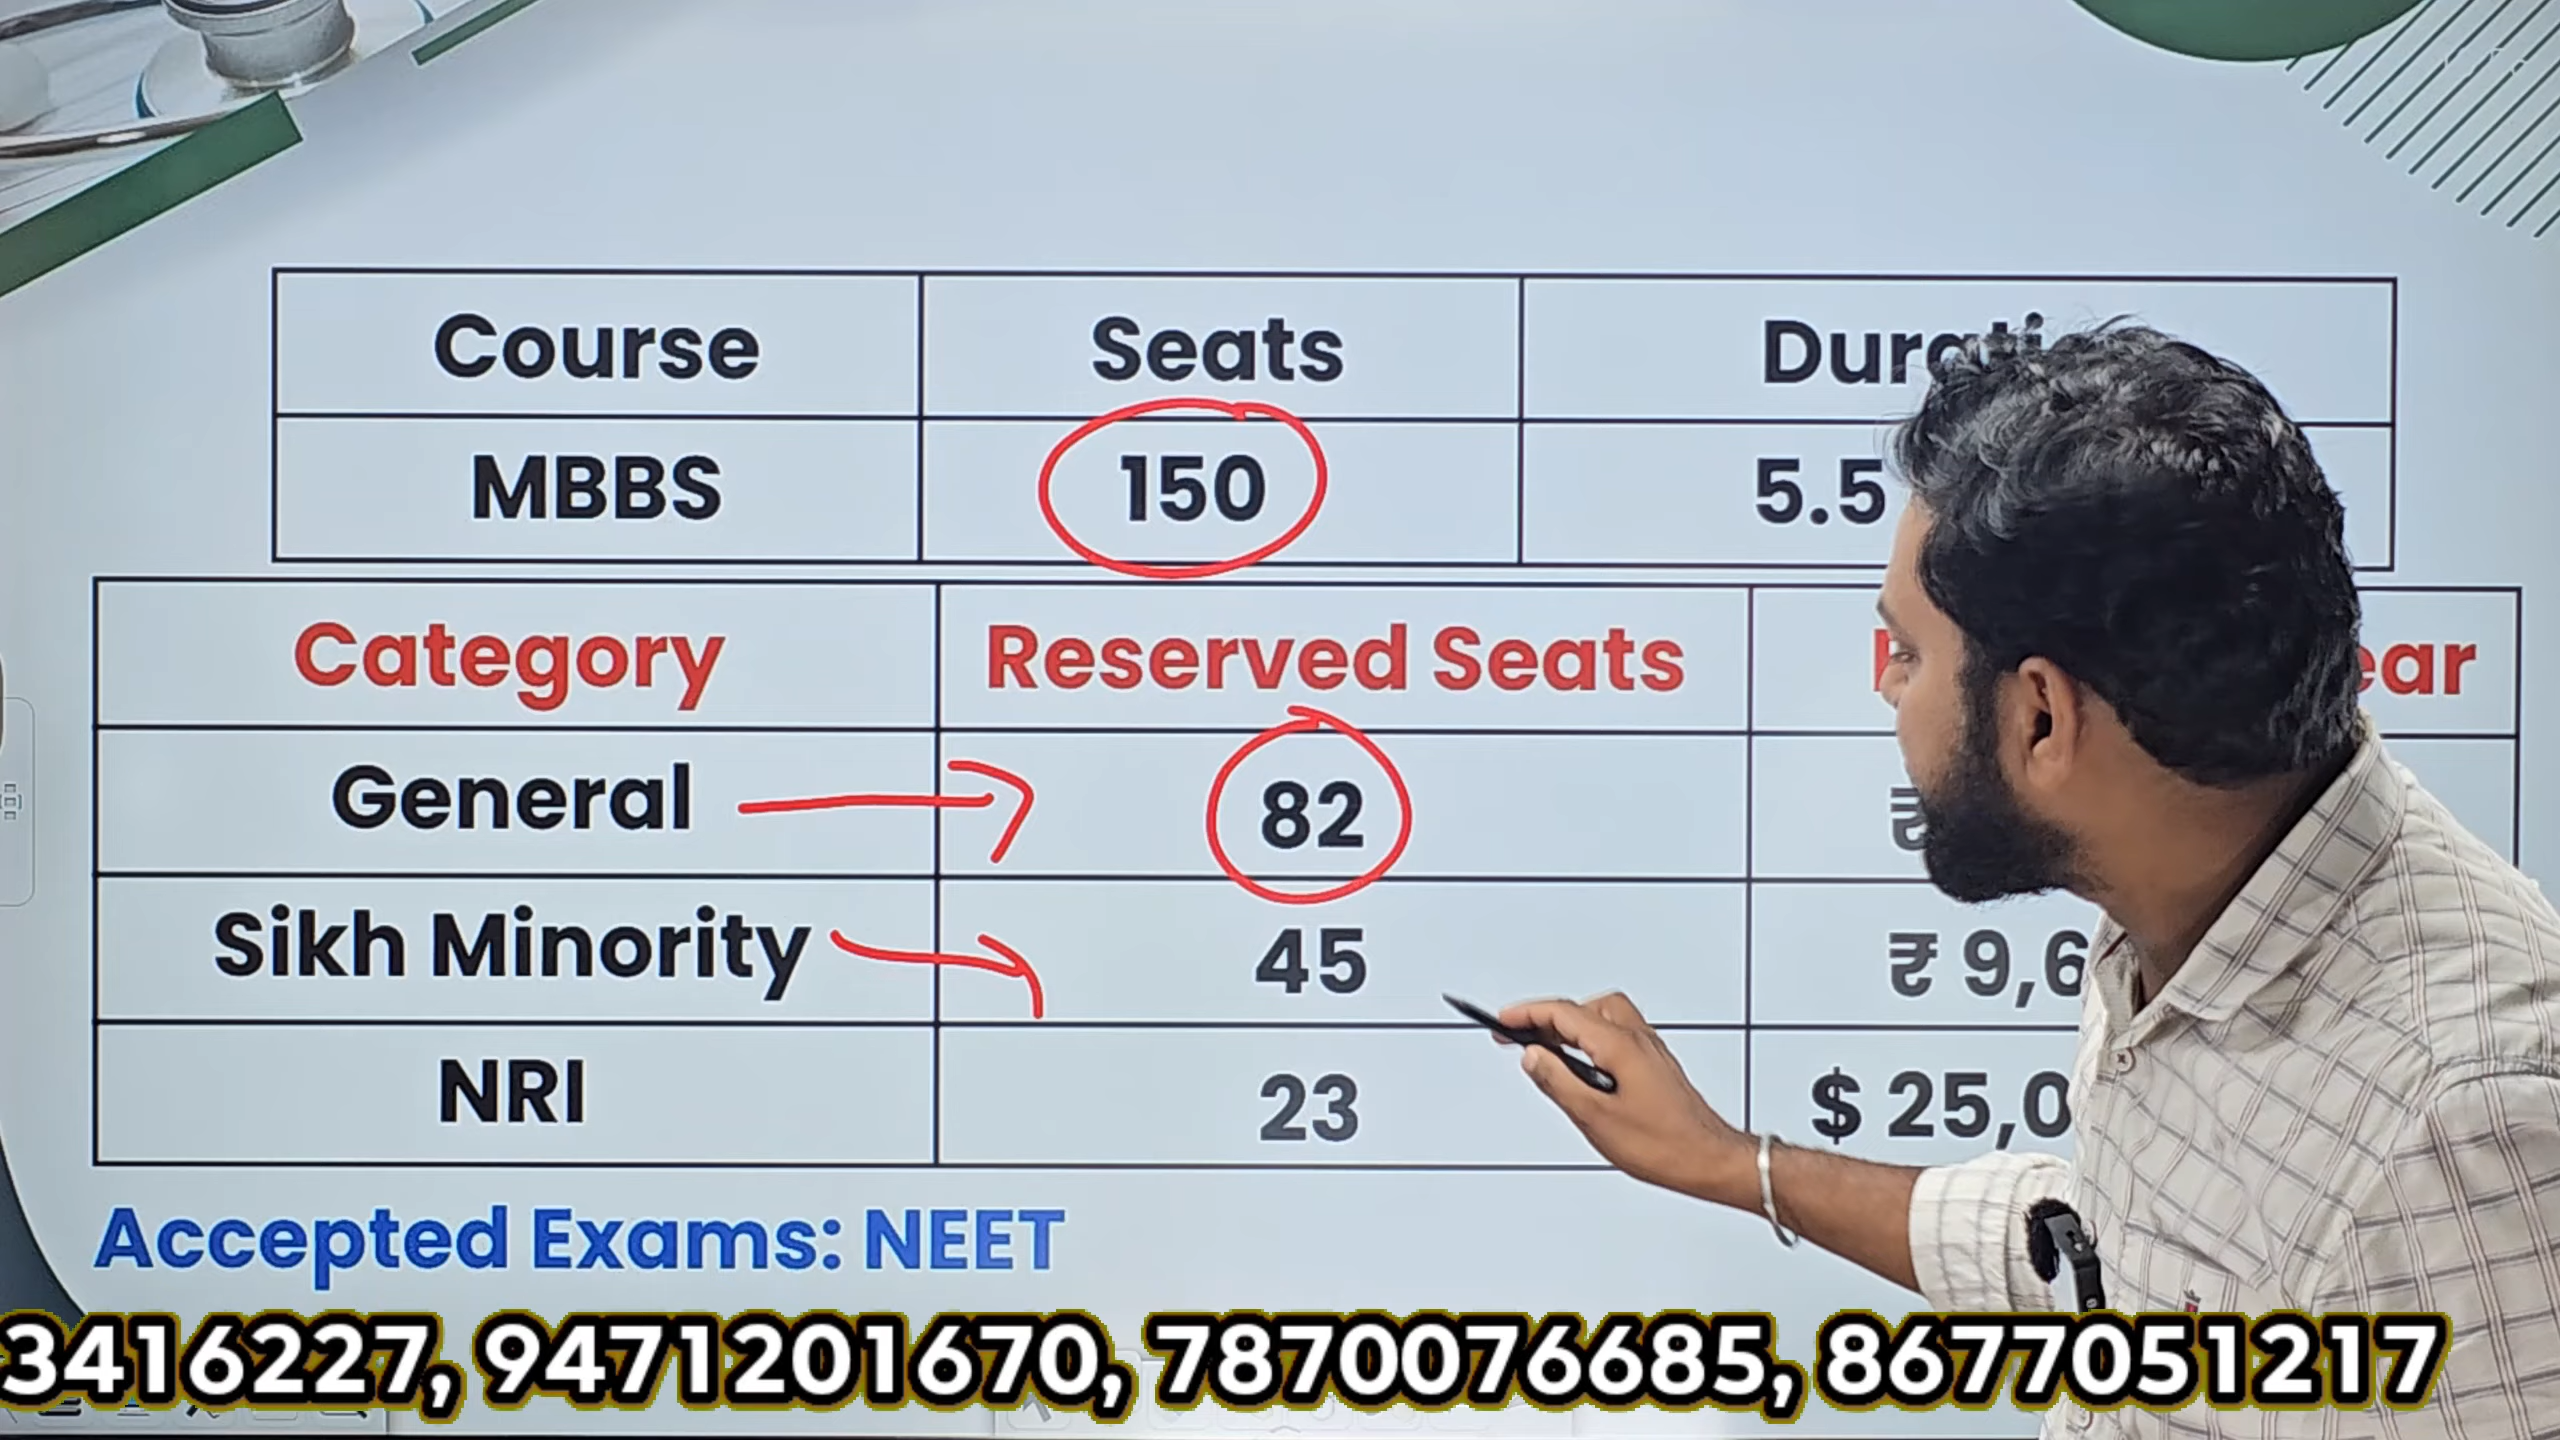 Course Seats
MBBS 150 5.5
Category Reserved Seats
General 82 ₹
Sikh Minority 45 ₹ 9,6
NRI 23 $ 25,0
Accepted Exams: NEET
3416227, 9471201670, 7870076685, 8677051217